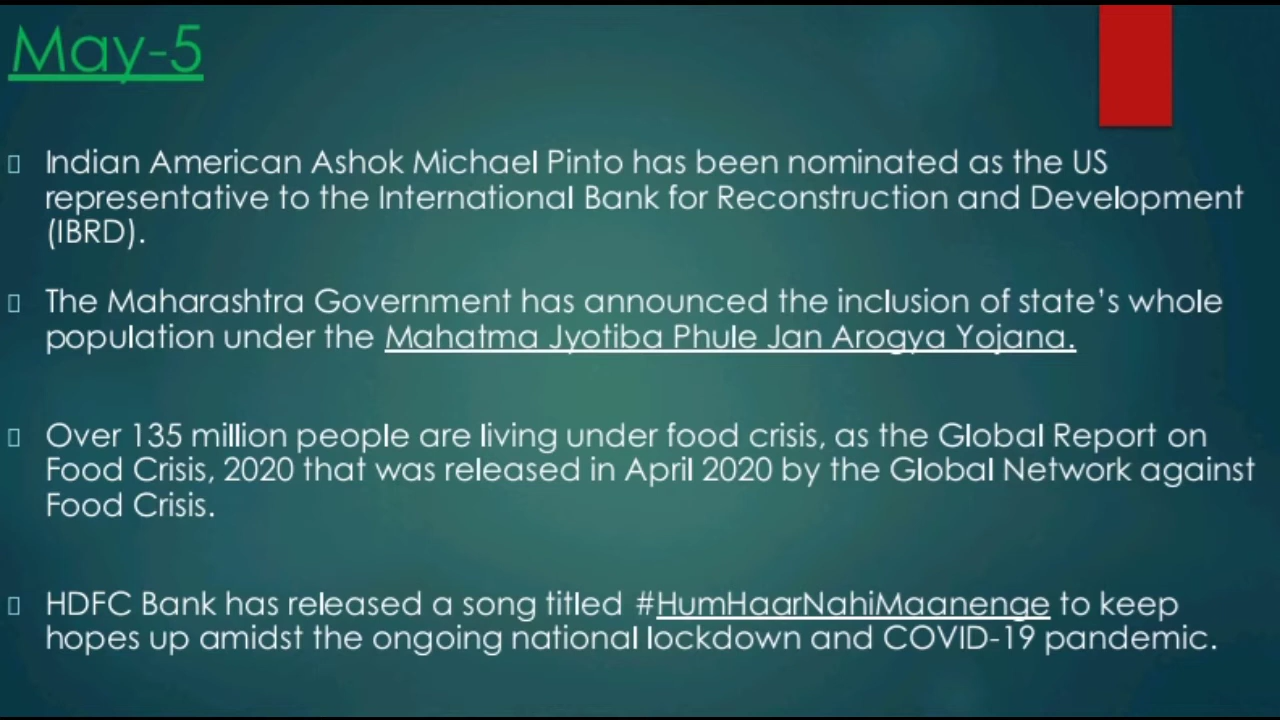 May-5
Indian American Ashok Michael Pinto has been nominated as the US
representative to the International Bank for Reconstruction and Development
(IBRD).
The Maharashtra Government has announced the inclusion of state's whole
population under the Mahatma Jyotiba Phule Jan Arogya Yojana.
Over 135 million people are living under food crisis, as the Global Report on
Food Crisis, 2020 that was released in April 2020 by the Global Network against
Food Crisis.
HDFC Bank has released a song titled #HumHaarNahiMaanenge to keep
hopes up amidst the ongoing national lockdown and COVID-19 pandemic.